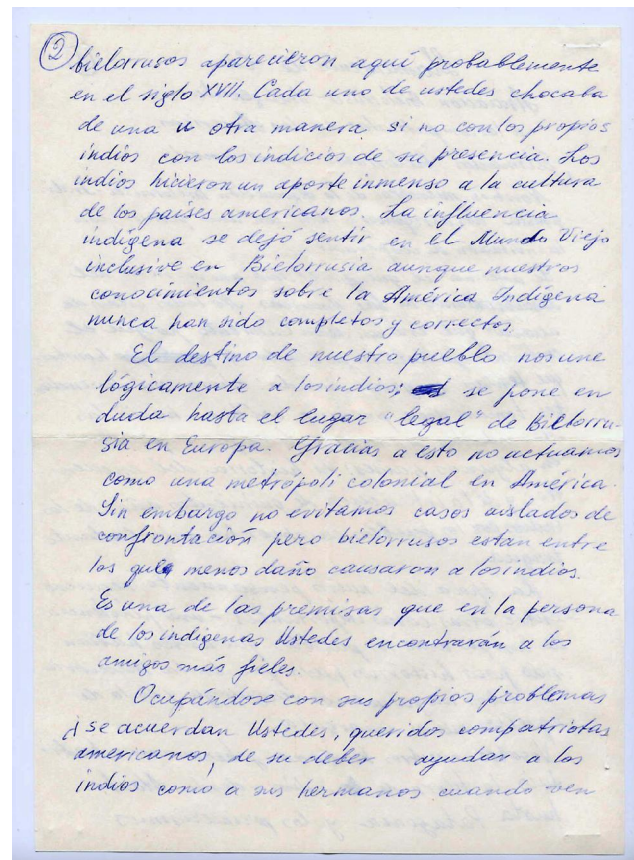 ② bielorrusos aparecieron aquí probablemente
en el siglo XVII. Cada uno de ustedes chocaba
de una u otra manera si no con los propios
indios con los indicios de su presencia. Los
indios hicieron un aporte inmenso a la cultura
de los países americanos. La influencia
indígena se dejó sentir en el Mundo Viejo
inclusive en Bielorrusia aunque nuestros
conocimientos sobre la América Indígena
nunca han sido completos y correctos.
El destino de nuestro pueblo nos une
lógicamente a los indios; se pone en
duda hasta el lugar "legal" de Bielorru-
sia en Europa. Gracias a esto no actuamos
como una metrópoli colonial en América.
Sin embargo no evitamos casos aislados de
confrontación pero bielorrusos están entre
los que menos daño causaron a los indios.
Es una de las premisas que en la persona
de los indígenas Ustedes encontrarán a los
amigos más fieles.
Ocupándose con sus propios problemas
¿se acuerdan Ustedes, queridos compatriotas
americanos, de su deber ayudar a los
indios como a sus hermanos cuando ven